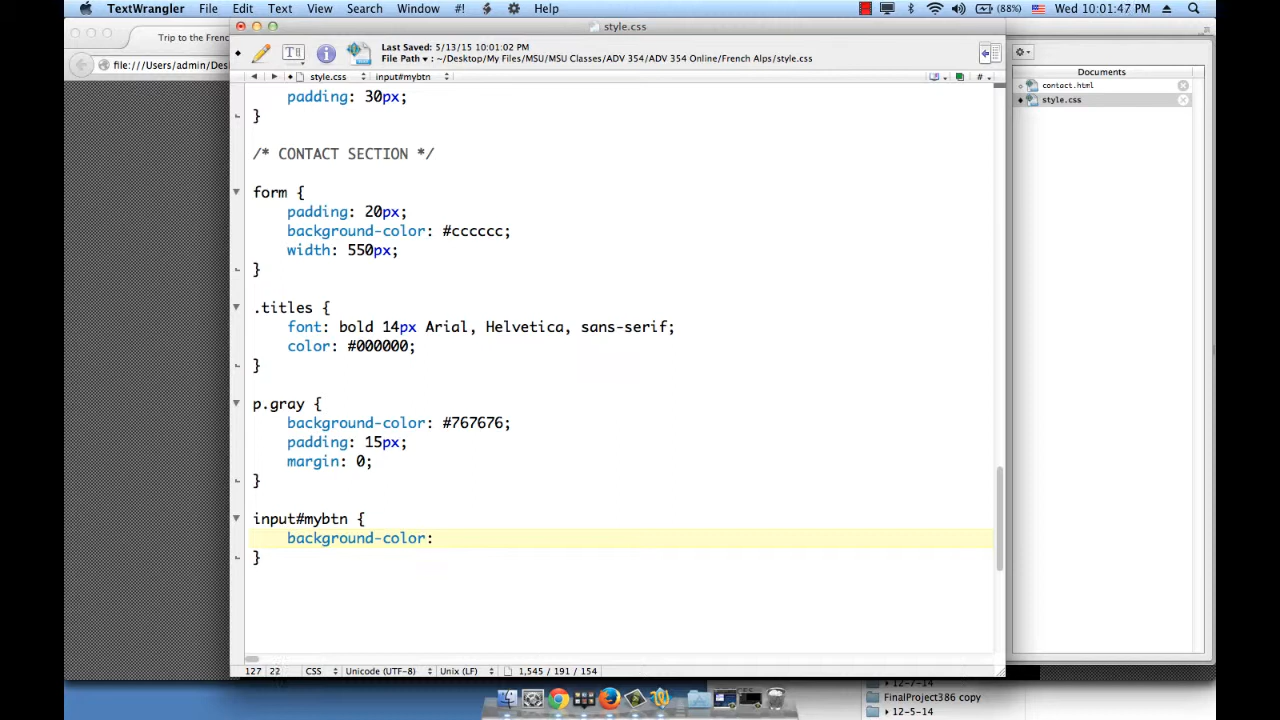 TextWrangler File Edit Text View Search Window #! Help (88%) Wed 10:01:47 PM
style.css
Trip to the Frenc
Last Saved: 5/13/15 10:01:02 PM
File Path ▾ : ~/Desktop/My Files/MSU/MSU Classes/ADV 354/ADV 354 Online/French Alps/style.css
file:///Users/admin/Des
style.css input#mybtn
Documents
contact.html
style.css
padding: 30px;
}
/* CONTACT SECTION */
form {
padding: 20px;
background-color: #cccccc;
width: 550px;
}
.titles {
font: bold 14px Arial, Helvetica, sans-serif;
color: #000000;
}
p.gray {
background-color: #767676;
padding: 15px;
margin: 0;
}
input#mybtn {
background-color:
}
127 22 CSS Unicode (UTF-8) Unix (LF) 1,545 / 191 / 154
12-7-14
FinalProject386 copy
12-5-14